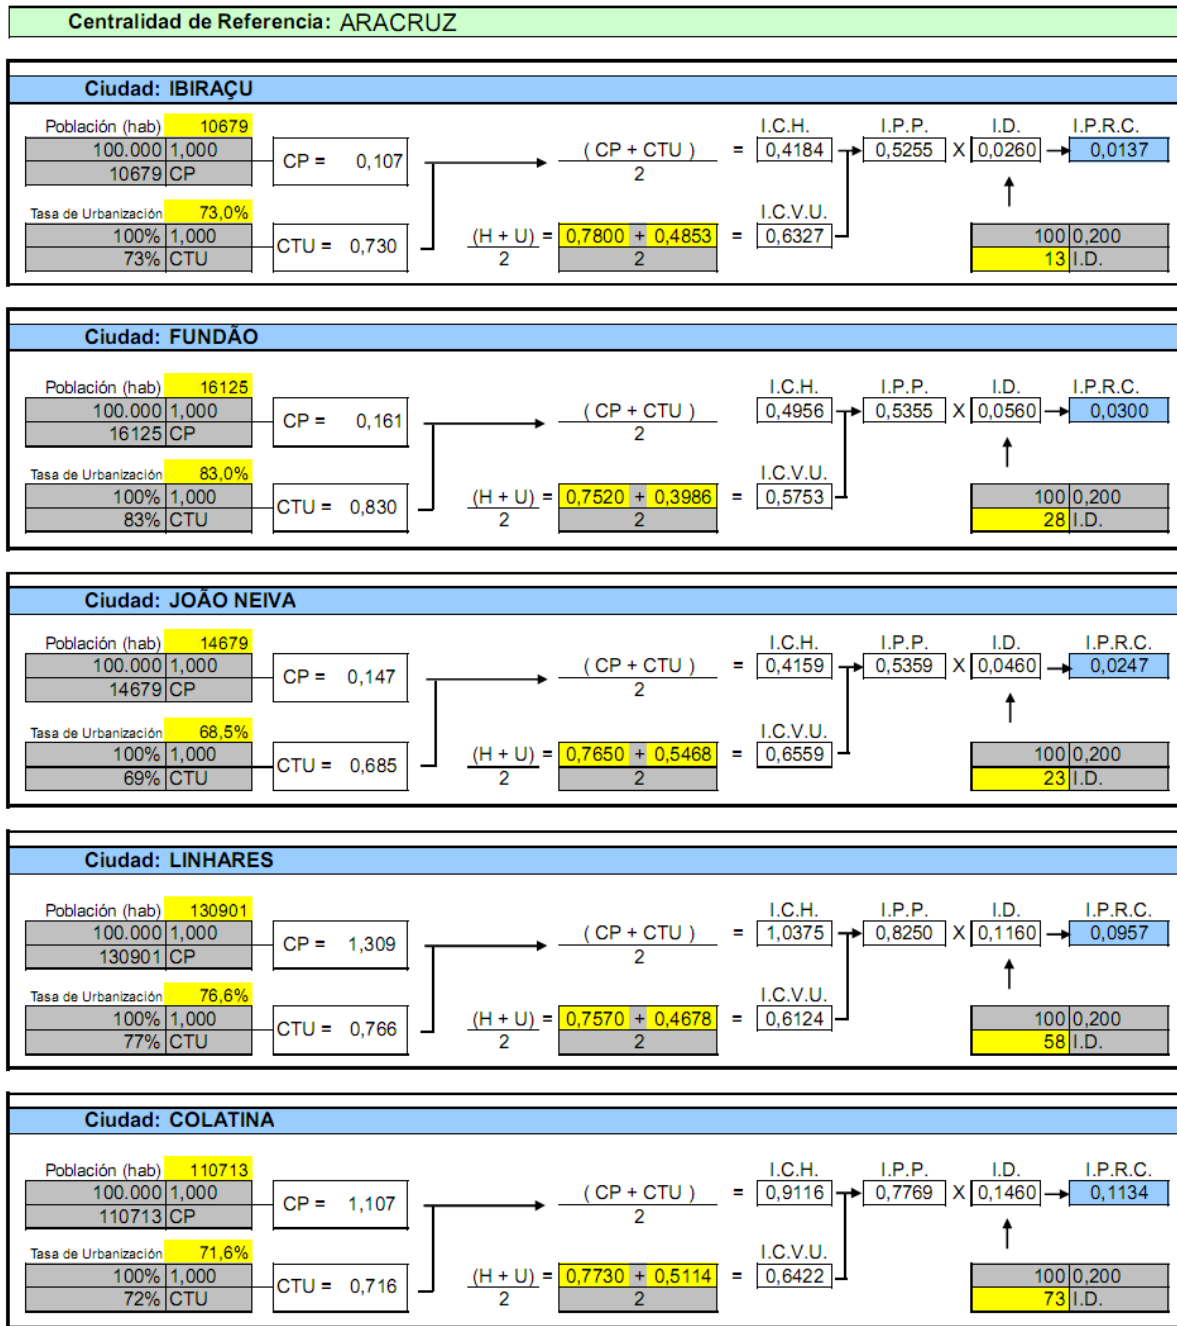 Centralidad de Referencia: ARACRUZ
Ciudad: IBIRAÇU
Población (hab) 10679 I.C.H. I.P.P. I.D. I.P.R.C.
100.000 1,000 CP = 0,107 ( CP + CTU ) = 0,4184 0,5255 X 0,0260 0,0137
10679 CP 2
Tasa de Urbanización 73,0% I.C.V.U.
100% 1,000 CTU = 0,730 (H + U) = 0,7800 + 0,4853 = 0,6327 100 0,200
73% CTU 2 2 13 I.D.
Ciudad: FUNDÃO
Población (hab) 16125 I.C.H. I.P.P. I.D. I.P.R.C.
100.000 1,000 CP = 0,161 ( CP + CTU ) 0,4956 0,5355 X 0,0560 0,0300
16125 CP 2
Tasa de Urbanización 83,0% I.C.V.U.
100% 1,000 CTU = 0,830 (H + U) = 0,7520 + 0,3986 = 0,5753 100 0,200
83% CTU 2 2 28 I.D.
Ciudad: JOÃO NEIVA
Población (hab) 14679 I.C.H. I.P.P. I.D. I.P.R.C.
100.000 1,000 CP = 0,147 ( CP + CTU ) = 0,4159 0,5359 X 0,0460 0,0247
14679 CP 2
Tasa de Urbanización 68,5% I.C.V.U.
100% 1,000 CTU = 0,685 (H + U) = 0,7650 + 0,5468 = 0,6559 100 0,200
69% CTU 2 2 23 I.D.
Ciudad: LINHARES
Población (hab) 130901 I.C.H. I.P.P. I.D. I.P.R.C.
100.000 1,000 CP = 1,309 ( CP + CTU ) = 1,0375 0,8250 X 0,1160 0,0957
130901 CP 2
Tasa de Urbanización 76,6% I.C.V.U.
100% 1,000 CTU = 0,766 (H + U) = 0,7570 + 0,4678 = 0,6124 100 0,200
77% CTU 2 2 58 I.D.
Ciudad: COLATINA
Población (hab) 110713 I.C.H. I.P.P. I.D. I.P.R.C.
100.000 1,000 CP = 1,107 ( CP + CTU ) = 0,9116 0,7769 X 0,1460 0,1134
110713 CP 2
Tasa de Urbanización 71,6% I.C.V.U.
100% 1,000 CTU = 0,716 (H + U) = 0,7730 + 0,5114 = 0,6422 100 0,200
72% CTU 2 2 73 I.D.